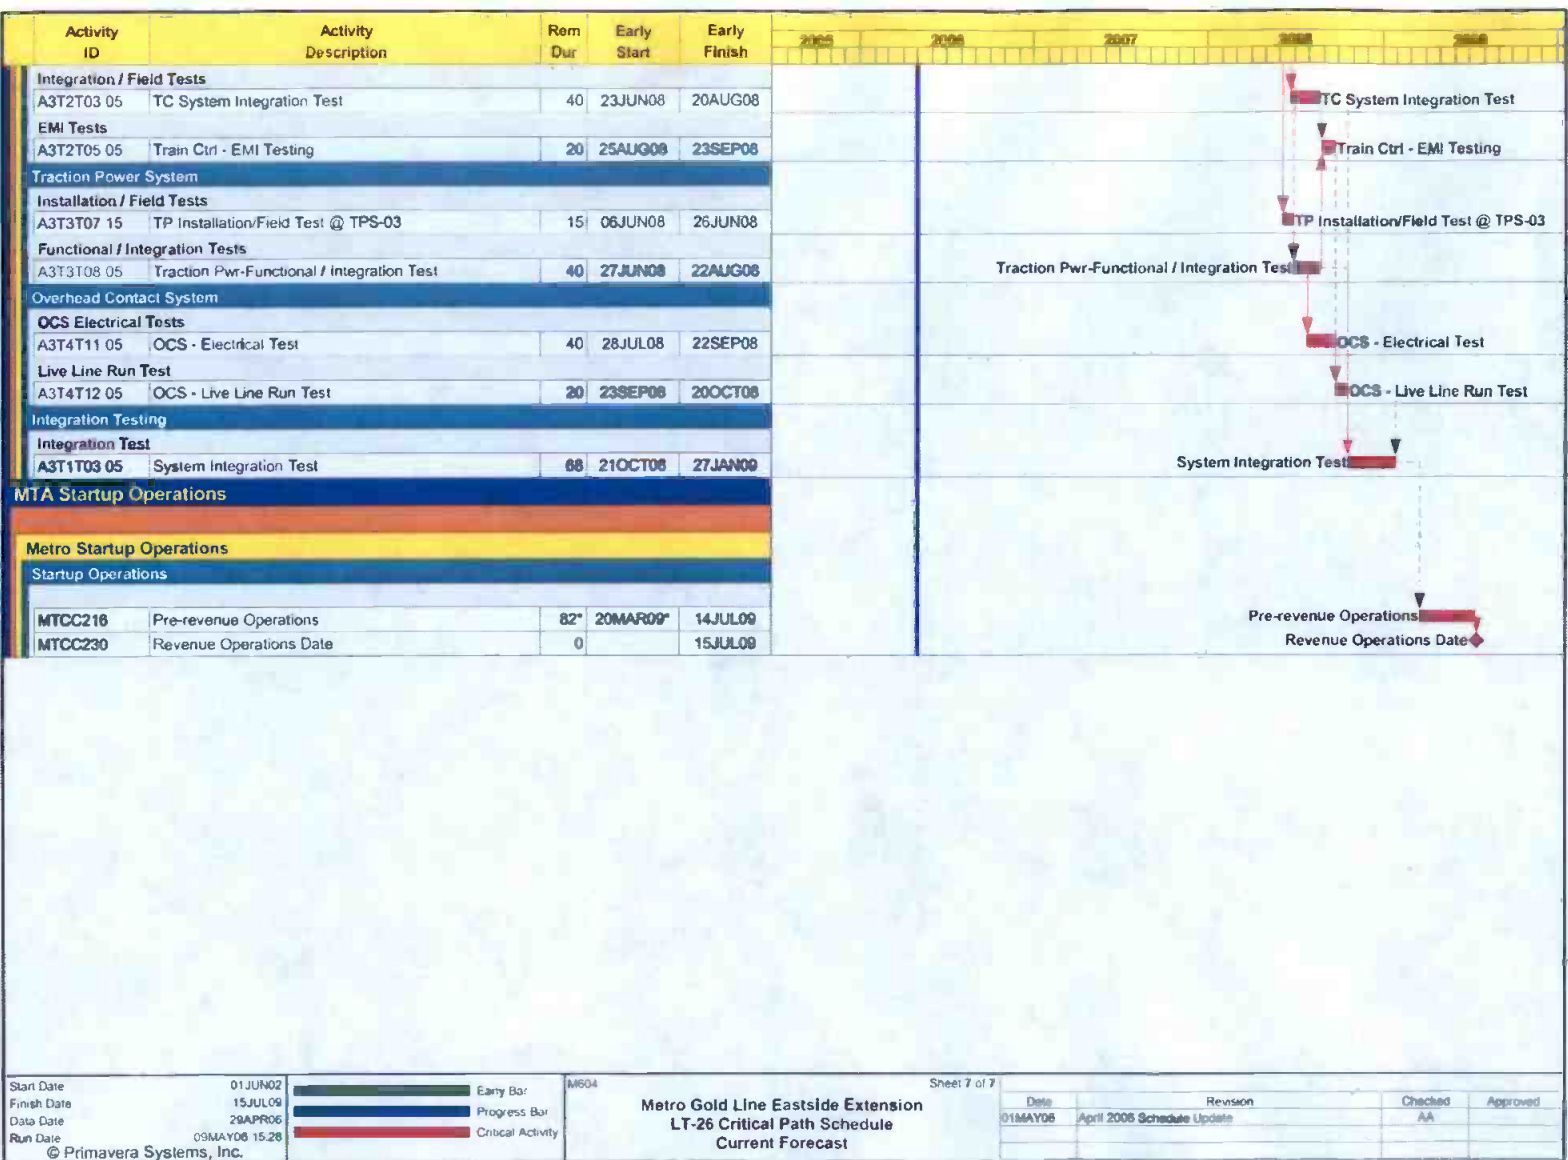 Activity ID Activity Description Rem Dur Early Start Early Finish 2005 2006 2007 2008 2009
Integration / Field Tests
A3T2T03 05 TC System Integration Test 40 23JUN08 20AUG08 TC System Integration Test
EMI Tests
A3T2T05 05 Train Ctrl - EMI Testing 20 25AUG08 23SEP08 Train Ctrl - EMI Testing
Traction Power System
Installation / Field Tests
A3T3T07 15 TP Installation/Field Test @ TPS-03 15 06JUN08 26JUN08 TP Installation/Field Test @ TPS-03
Functional / Integration Tests
A3T3T08 05 Traction Pwr-Functional / Integration Test 40 27JUN08 22AUG08 Traction Pwr-Functional / Integration Test
Overhead Contact System
OCS Electrical Tests
A3T4T11 05 OCS - Electrical Test 40 28JUL08 22SEP08 OCS - Electrical Test
Live Line Run Test
A3T4T12 05 OCS - Live Line Run Test 20 23SEP08 20OCT08 OCS - Live Line Run Test
Integration Testing
Integration Test
A3T1T03 05 System Integration Test 68 21OCT08 27JAN09 System Integration Test
MTA Startup Operations
Metro Startup Operations
Startup Operations
MTCC216 Pre-revenue Operations 82* 20MAR09* 14JUL09 Pre-revenue Operations
MTCC230 Revenue Operations Date 0 15JUL09 Revenue Operations Date
Start Date 01JUN02
Finish Date 15JUL09
Data Date 29APR06
Run Date 09MAY06 15:28
© Primavera Systems, Inc.
Early Bar
Progress Bar
Critical Activity
M604
Sheet 7 of 7
Metro Gold Line Eastside Extension
LT-26 Critical Path Schedule
Current Forecast
Date Revision Checked Approved
01MAY06 April 2006 Schedule Update AA